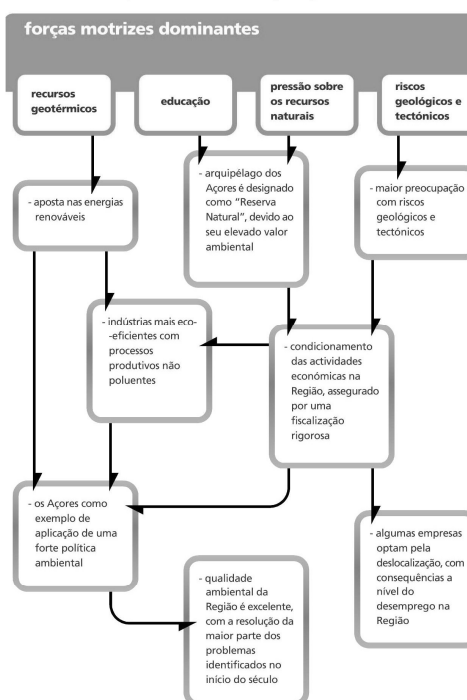 forças motrizes dominantes
recursos
geotérmicos
educação
pressão sobre
os recursos
naturais
riscos
geológicos e
tectónicos
- aposta nas energias
renováveis
- arquipélago dos
Açores é designado
como "Reserva
Natural", devido ao
seu elevado valor
ambiental
- maior preocupação
com riscos
geológicos e
tectónicos
- indústrias mais eco-
-eficientes com
processos
produtivos não
poluentes
- condicionamento
das actividades
económicas na
Região, assegurado
por uma
fiscalização
rigorosa
- os Açores como
exemplo de
aplicação de uma
forte política
ambiental
- algumas empresas
optam pela
deslocalização, com
consequências a
nível do
desemprego na
Região
- qualidade
ambiental da
Região é excelente,
com a resolução da
maior parte dos
problemas
identificados no
início do século